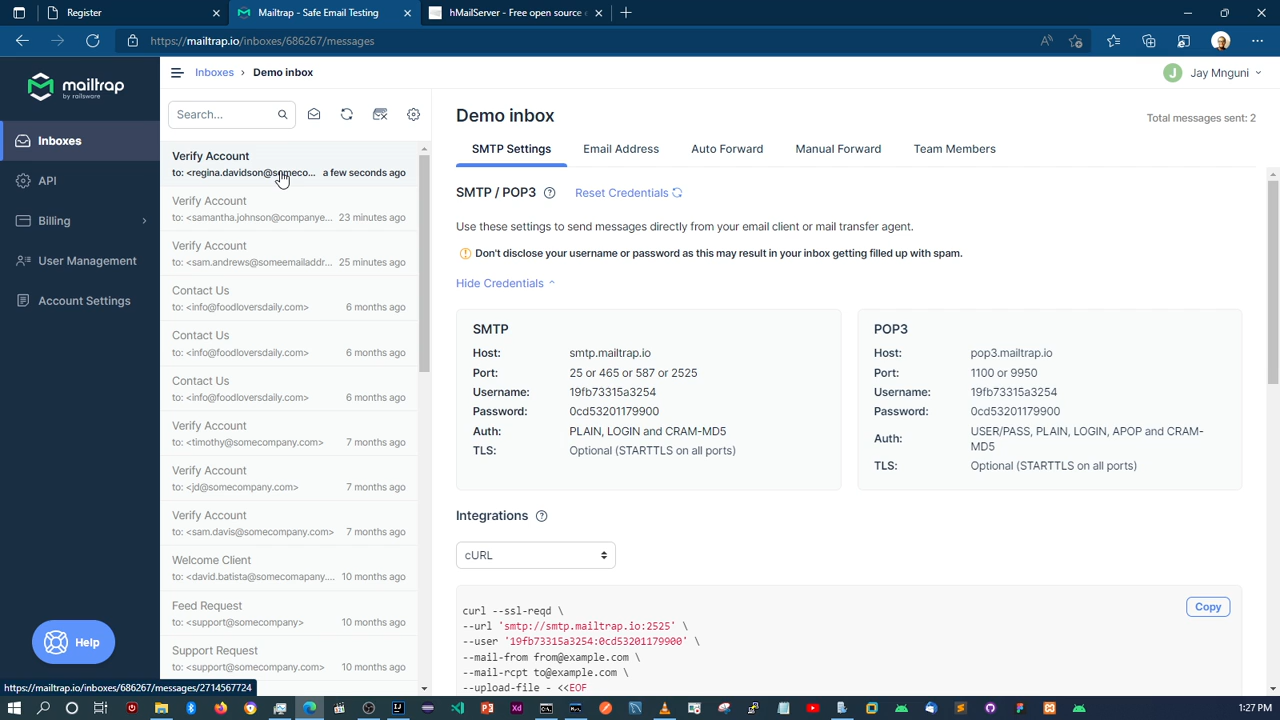 Register
Mailtrap - Safe Email Testing
hMailServer - Free open source e
https://mailtrap.io/inboxes/686267/messages
mailtrap
by railsware
Inboxes
API
Billing
User Management
Account Settings
Help
Inboxes › Demo inbox
Jay Mnguni
Search...
Verify Account
to: <regina.davidson@someco... a few seconds ago
Verify Account
to: <samantha.johnson@companye... 23 minutes ago
Verify Account
to: <sam.andrews@someemailaddr... 25 minutes ago
Contact Us
to: <info@foodloversdaily.com> 6 months ago
Contact Us
to: <info@foodloversdaily.com> 6 months ago
Contact Us
to: <info@foodloversdaily.com> 6 months ago
Verify Account
to: <timothy@somecompany.com> 7 months ago
Verify Account
to: <jd@somecompany.com> 7 months ago
Verify Account
to: <sam.davis@somecompany.com> 7 months ago
Welcome Client
to: <david.batista@somecomapany.... 10 months ago
Feed Request
to: <support@somecompany> 10 months ago
Support Request
to: <support@somecompany.com> 10 months ago
Demo inbox
Total messages sent: 2
SMTP Settings
Email Address
Auto Forward
Manual Forward
Team Members
SMTP / POP3 Reset Credentials
Use these settings to send messages directly from your email client or mail transfer agent.
Don't disclose your username or password as this may result in your inbox getting filled up with spam.
Hide Credentials
SMTP
Host: smtp.mailtrap.io
Port: 25 or 465 or 587 or 2525
Username: 19fb73315a3254
Password: 0cd53201179900
Auth: PLAIN, LOGIN and CRAM-MD5
TLS: Optional (STARTTLS on all ports)
POP3
Host: pop3.mailtrap.io
Port: 1100 or 9950
Username: 19fb73315a3254
Password: 0cd53201179900
Auth: USER/PASS, PLAIN, LOGIN, APOP and CRAM-
MD5
TLS: Optional (STARTTLS on all ports)
Integrations
cURL
Copy
curl --ssl-reqd \
--url 'smtp://smtp.mailtrap.io:2525' \
--user '19fb73315a3254:0cd53201179900' \
--mail-from from@example.com \
--mail-rcpt to@example.com \
--upload-file - <<EOF
https://mailtrap.io/inboxes/686267/messages/2714567724
1:27 PM